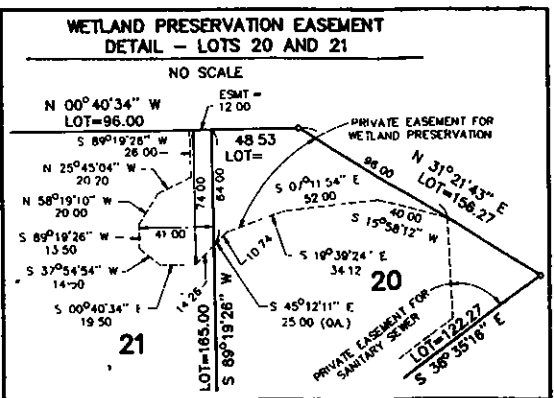 WETLAND PRESERVATION EASEMENT
DETAIL – LOTS 20 AND 21
NO SCALE
ESMT =
12 00
N 00°40'34" W
LOT=96.00
S 89°19'26" W
26 00
N 25°45'04" W
20 20
N 58°19'10" W
20 00
S 89°19'26" W
13 50
S 37°54'54" W
S 00°40'34" E
19 50
21
41 00
74 00
64 00
14 26
10.74
LOT=165.00
S 89°19'26" W
48 53
LOT=
PRIVATE EASEMENT FOR
WETLAND PRESERVATION
96.00
N 31°21'43" E
LOT=156.27
S 07°11 54" E
52 00
40.00
S 15°58'12" W
S 19°39'24' E
34 12
20
S 45°12'11" E
25 00 (OA.)
PRIVATE EASEMENT FOR
SANITARY SEWER
LOT=122.27
S 38°35'18" E